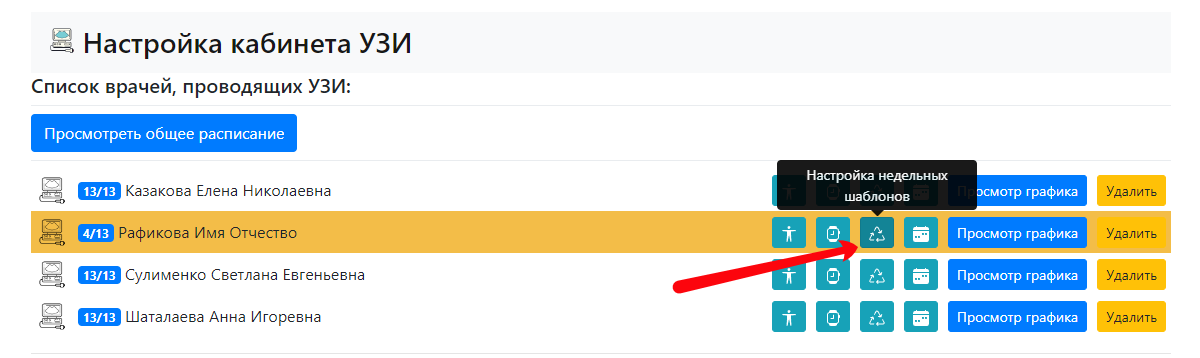 Настройка кабинета УЗИ
Список врачей, проводящих УЗИ:
Просмотреть общее расписание
Настройка недельных
шаблонов
13/13 Казакова Елена Николаевна Просмотр графика Удалить
4/13 Рафикова Имя Отчество Просмотр графика Удалить
13/13 Сулименко Светлана Евгеньевна Просмотр графика Удалить
13/13 Шаталаева Анна Игоревна Просмотр графика Удалить